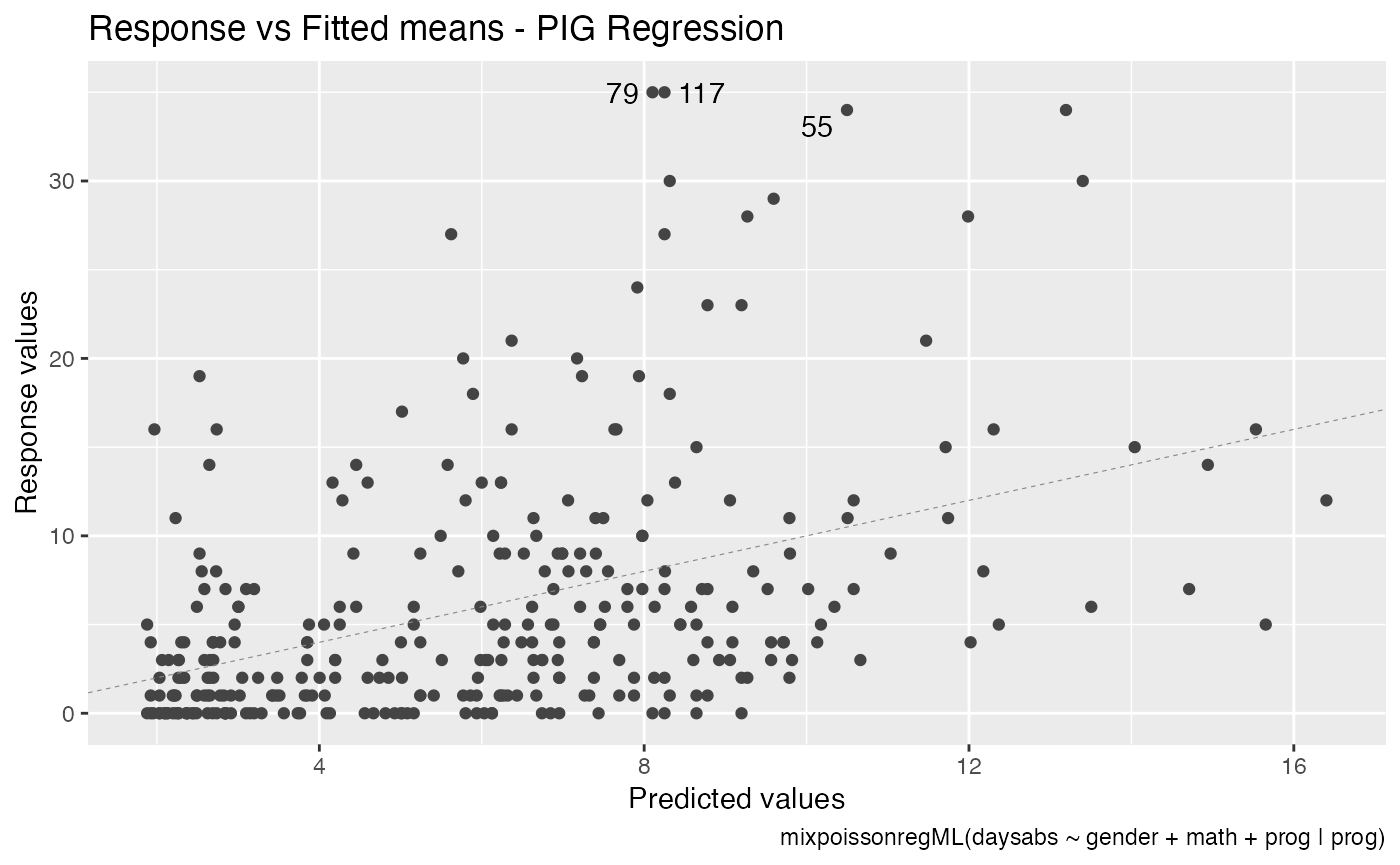 Response vs Fitted means - PIG Regression
79 117
55
30
20
10
0
Response values
4 8 12 16
Predicted values
mixpoissonregML(daysabs ~ gender + math + prog | prog)